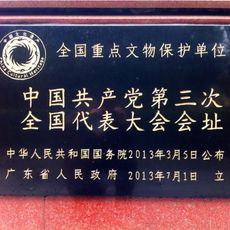 全国重点文物保护单位
中国共产党第三次
全国代表大会会址
中华人民共和国国务院2013年3月5日公布
广东省人民政府 2013年7月1日 立